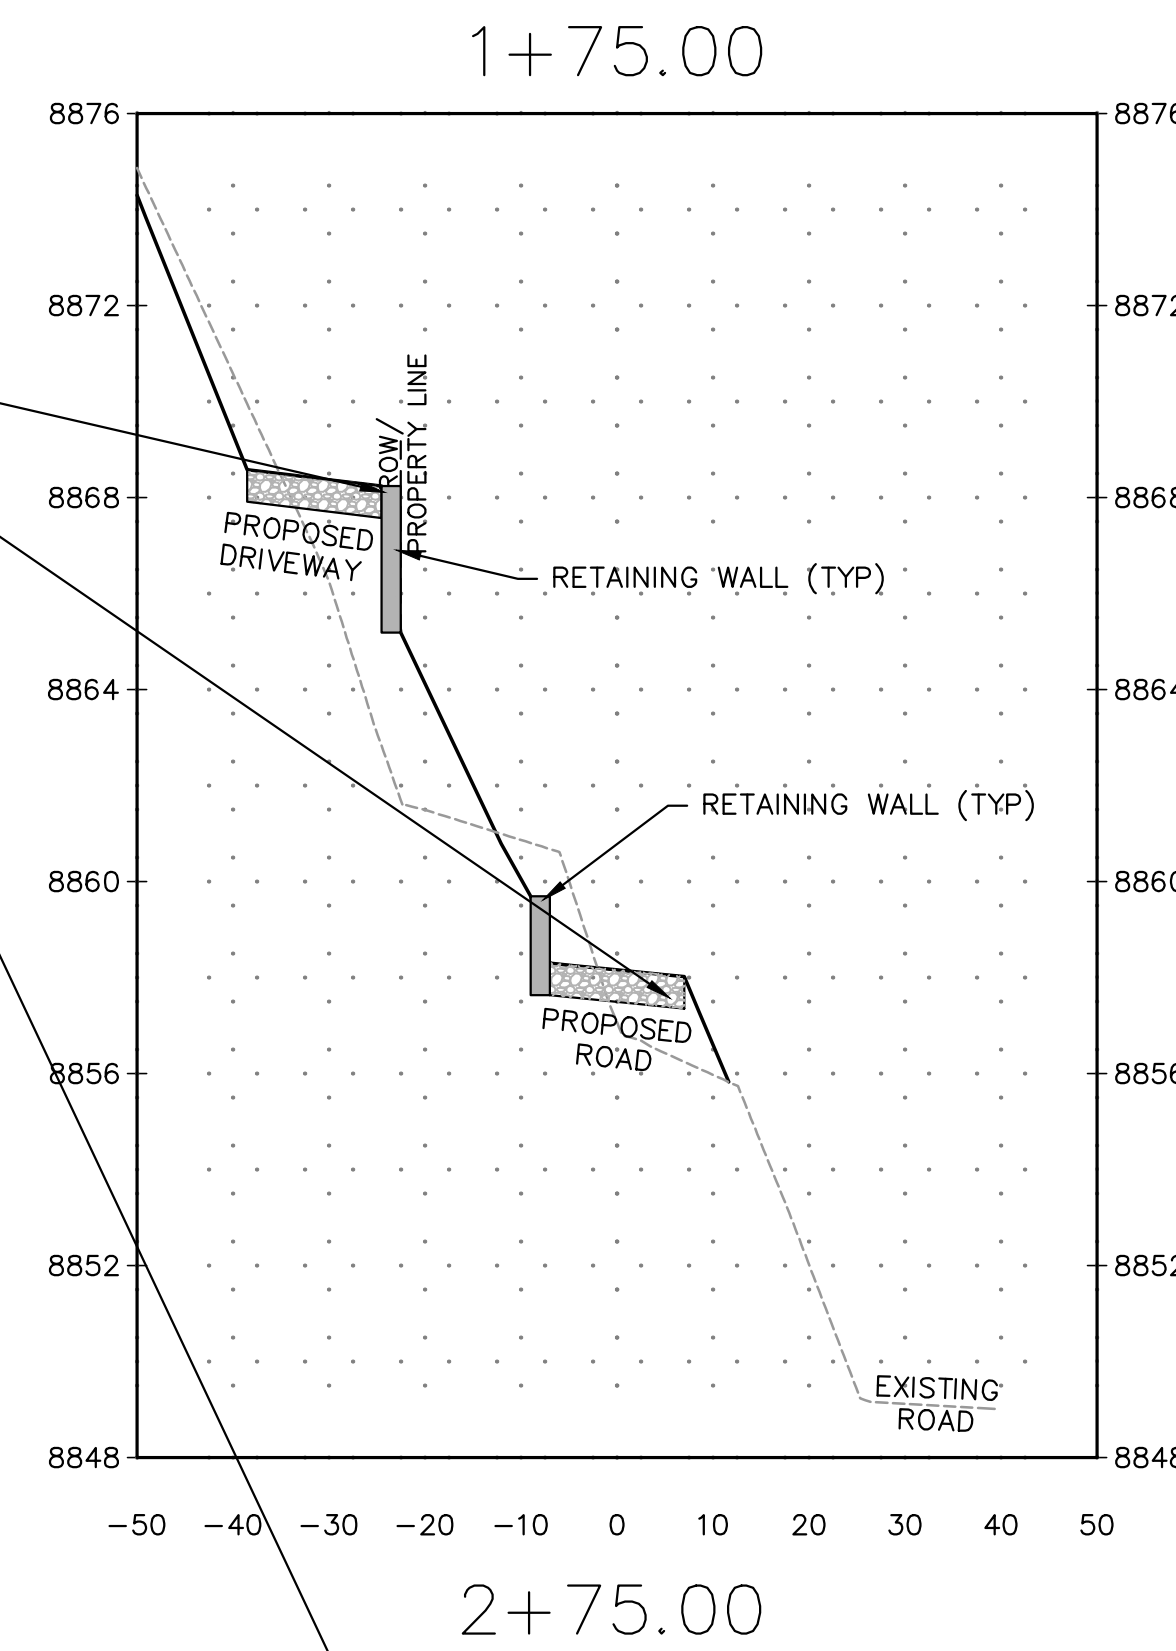 1+75.00
8876
8876
8872
8872
ROW/
PROPERTY LINE
8868
8868
PROPOSED
DRIVEWAY
RETAINING WALL (TYP)
8864
8864
RETAINING WALL (TYP)
8860
8860
PROPOSED
ROAD
8856
8856
8852
8852
EXISTING
ROAD
8848
8848
-50 -40 -30 -20 -10 0 10 20 30 40 50
2+75.00